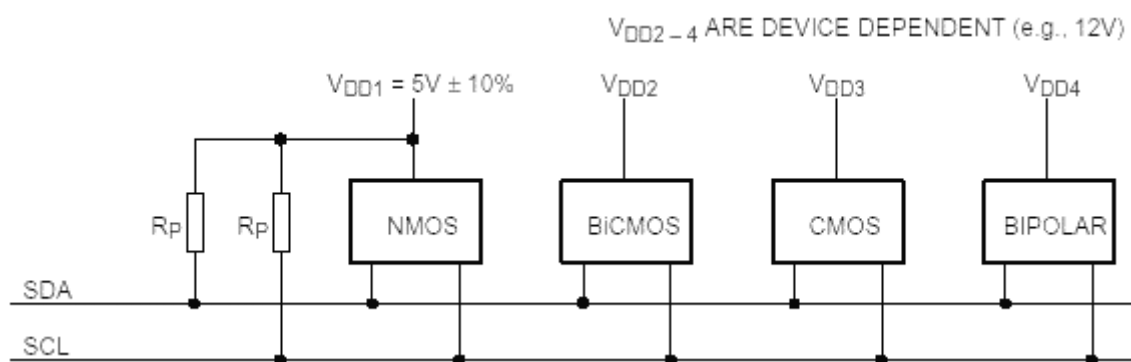 VDD2 – 4 ARE DEVICE DEPENDENT (e.g., 12V)
VDD1 = 5V ± 10%
VDD2
VDD3
VDD4
RP
RP
NMOS
BiCMOS
CMOS
BIPOLAR
SDA
SCL